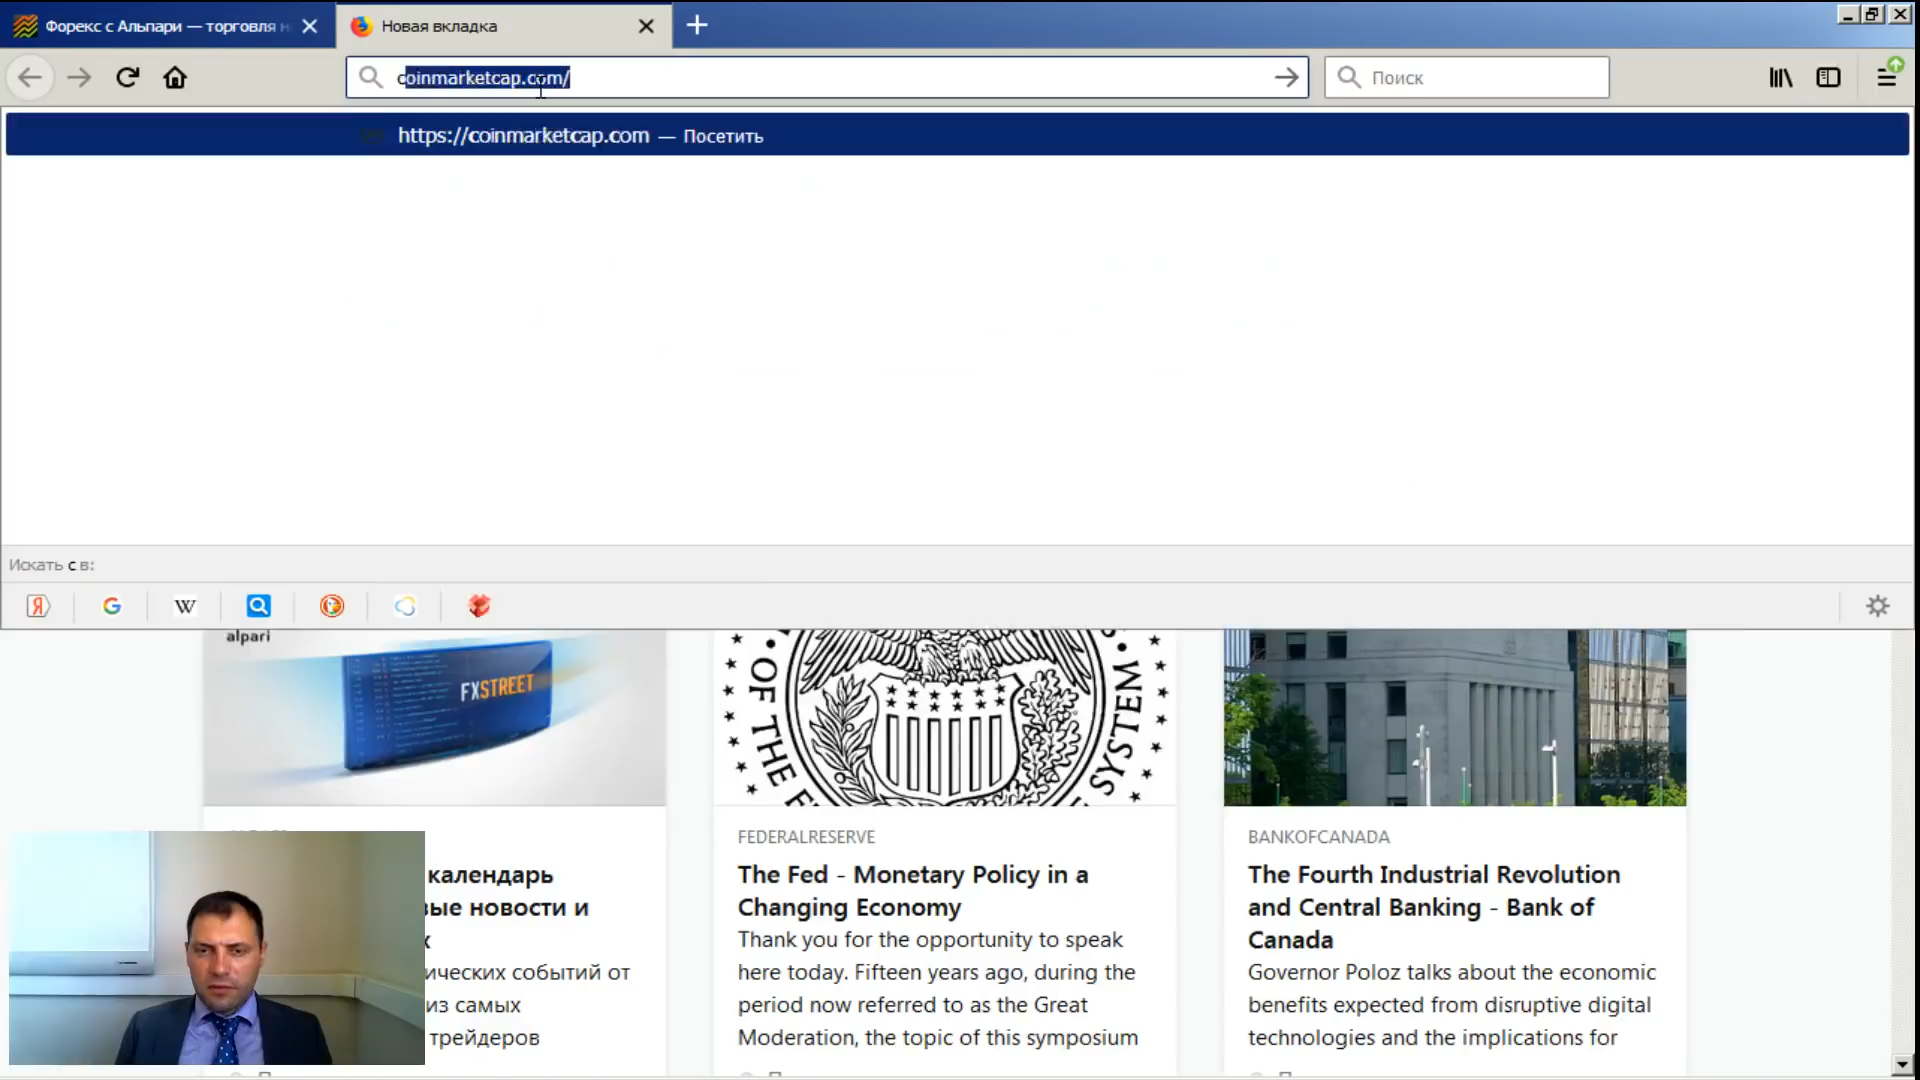 Форекс с Альпари — торговля н
Новая вкладка
coinmarketcap.com/
Поиск
https://coinmarketcap.com — Посетить
Искать с в:
Я
G
W
alpari
FXSTREET
OF THE FE
SYSTEM
FEDERALRESERVE
BANKOFCANADA
календарь
вые новости и
х
ических событий от
из самых
трейдеров
The Fed - Monetary Policy in a
Changing Economy
Thank you for the opportunity to speak
here today. Fifteen years ago, during the
period now referred to as the Great
Moderation, the topic of this symposium
The Fourth Industrial Revolution
and Central Banking - Bank of
Canada
Governor Poloz talks about the economic
benefits expected from disruptive digital
technologies and the implications for